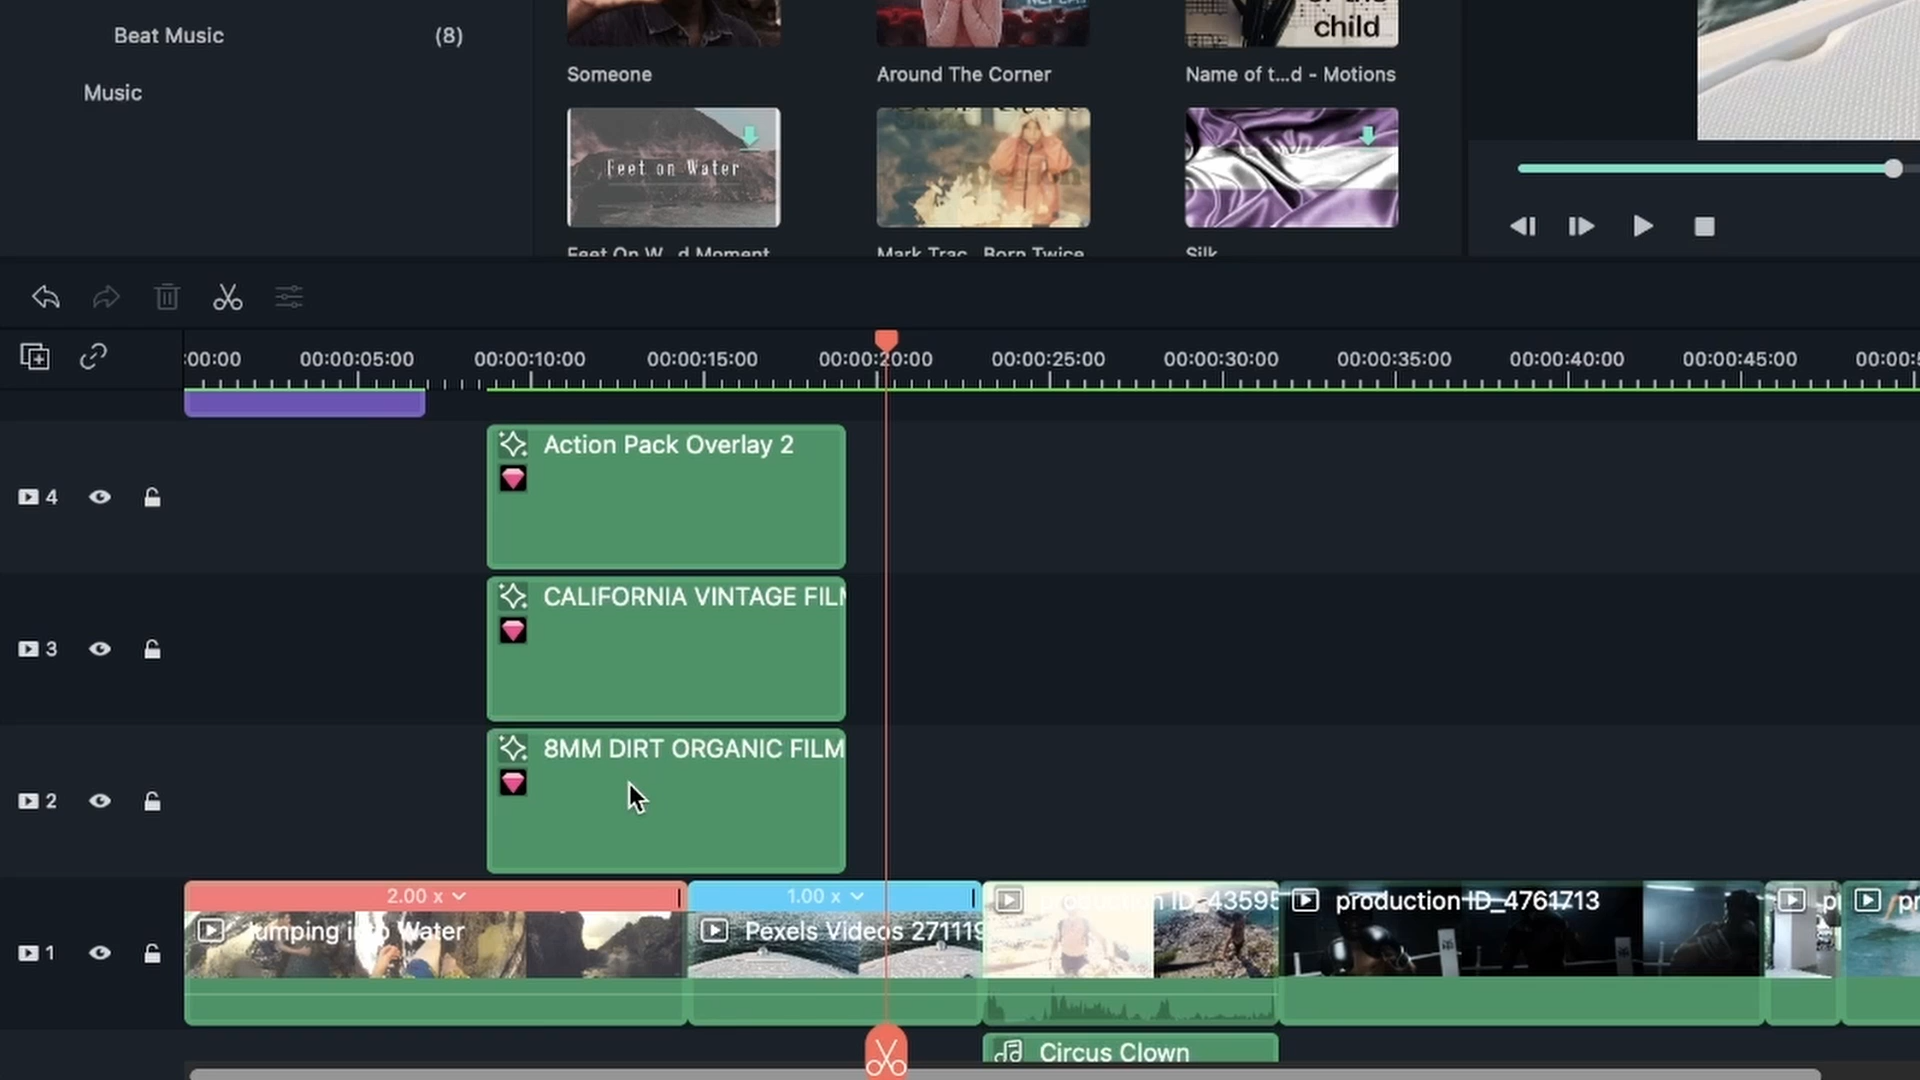 Beat Music (8)
Music
child
Someone
Around The Corner
Name of t...d - Motions
Feet on Water
Feet On W...d Moment
Mark Trac...Born Twice
Silk
:00:00 00:00:05:00 00:00:10:00 00:00:15:00 00:00:20:00 00:00:25:00 00:00:30:00 00:00:35:00 00:00:40:00 00:00:45:00
Action Pack Overlay 2
4
CALIFORNIA VINTAGE FILM
3
8MM DIRT ORGANIC FILM
2
2.00 x 1.00 x
Jumping into Water
Pexels Videos 271119
production ID_43595
production ID_4761713
1
Circus Clown